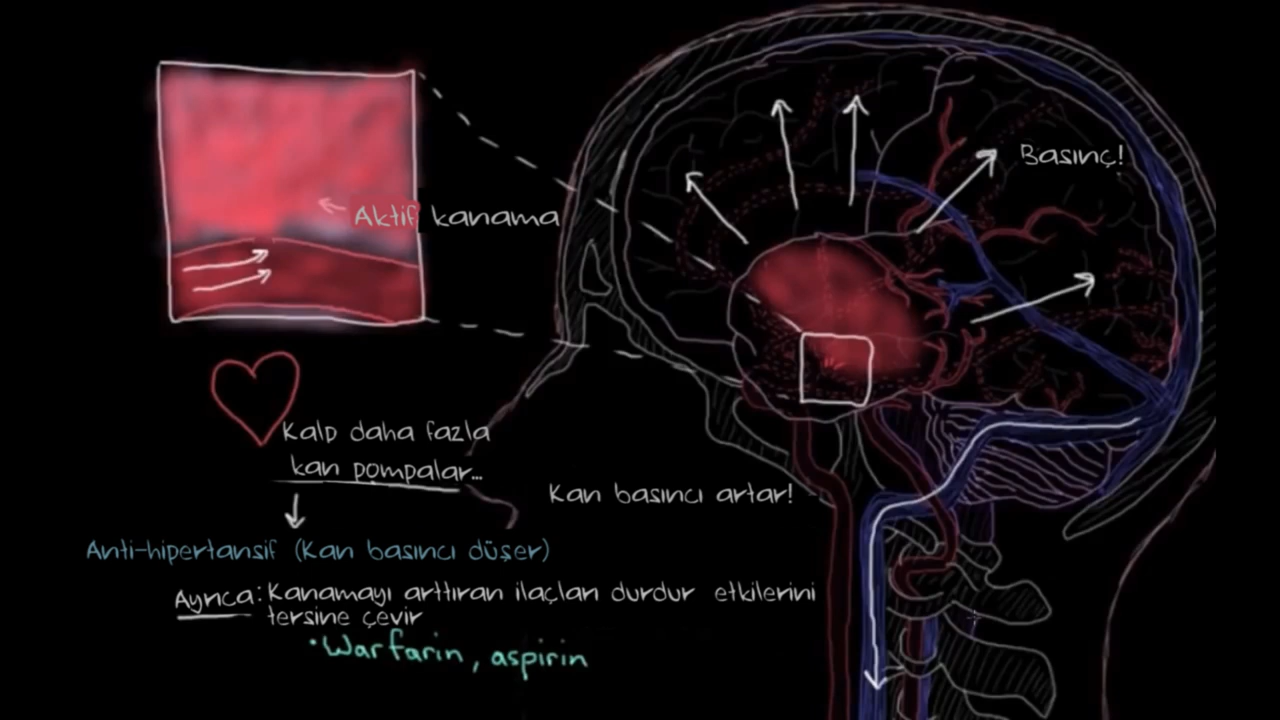 Basınç!
Aktif kanama
Kalp daha fazla
kan pompalar...
Kan basıncı artar!
Anti-hipertansif (Kan basıncı düşer)
Ayrıca: Kanamayı arttıran ilaçları durdur etkilerini
tersine çevir
• Warfarin, aspirin